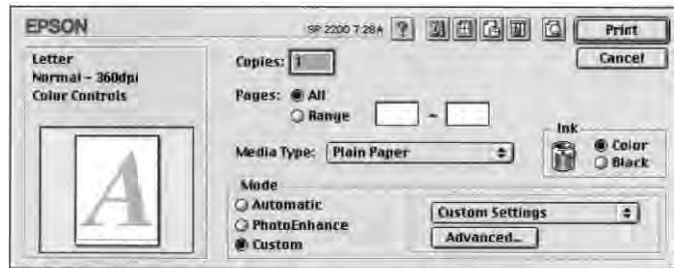 EPSON
SP 2200 7.28A
?
Print
Letter
Normal - 360dpi
Color Controls
Copies: 1
Cancel
Pages: All
Range
-
Media Type: Plain Paper
Ink
Color
Black
A
Mode
Automatic
PhotoEnhance
Custom
Custom Settings
Advanced...